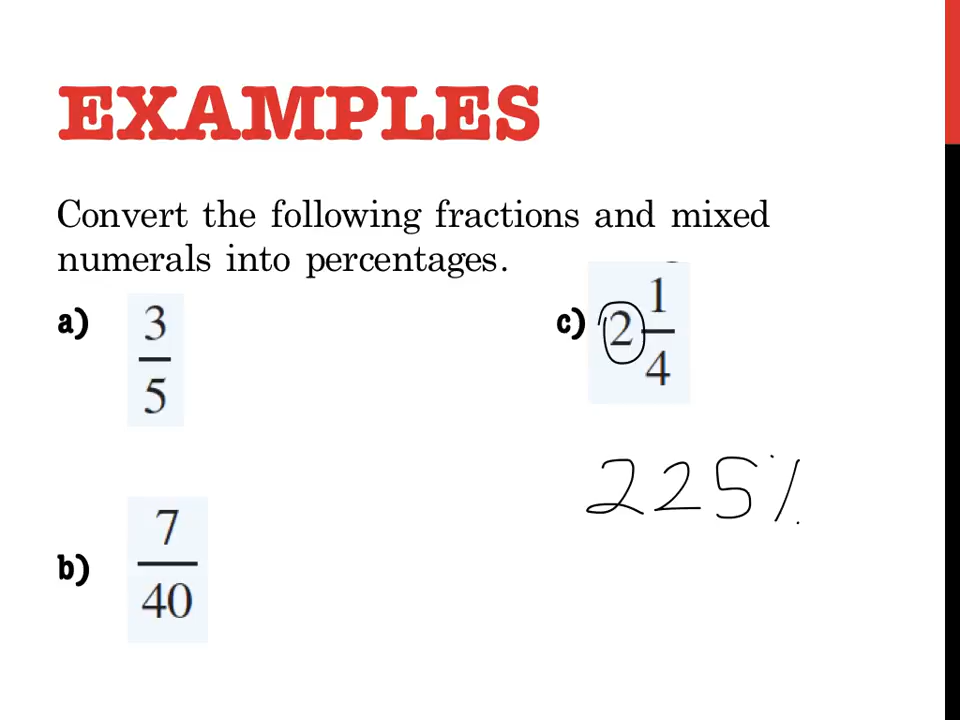 EXAMPLES
Convert the following fractions and mixed
numerals into percentages.
a) 3/5
c) 2 1/4
225%
b) 7/40